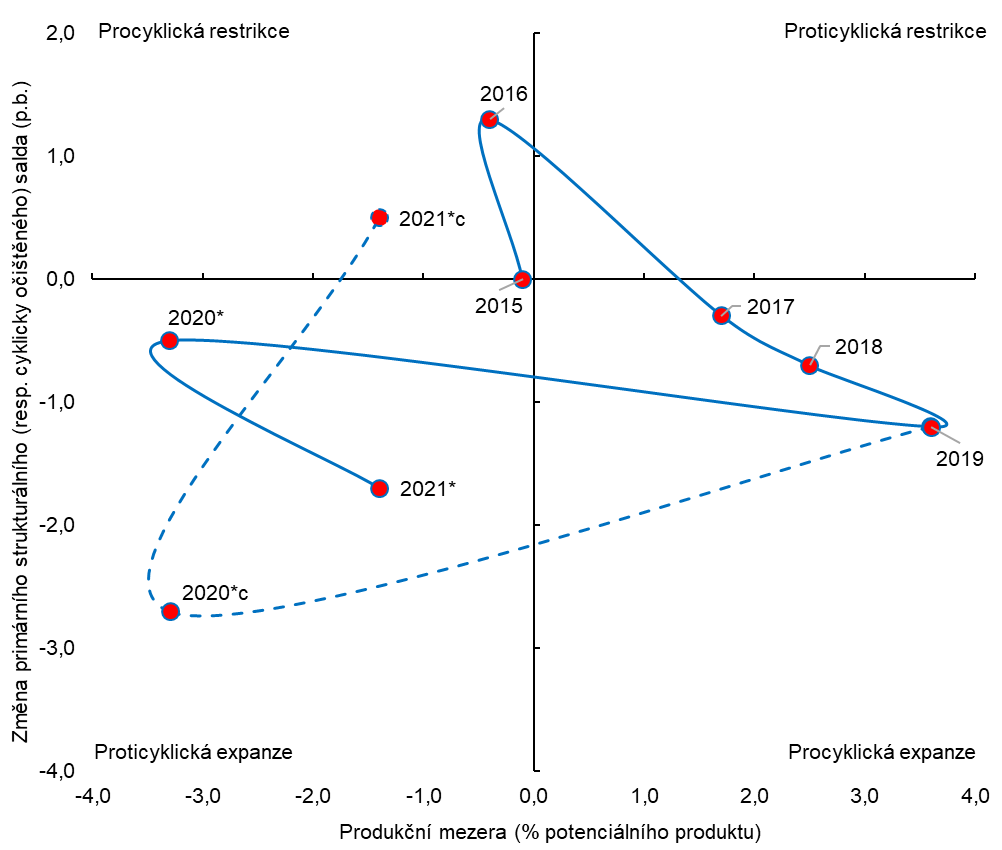 Procyklická restrikce
Proticyklická restrikce
2,0
1,0
0,0
-1,0
-2,0
-3,0
-4,0
Změna primárního strukturálního (resp. cyklicky očištěného) salda (p.b.)
2016
2021*c
2015
2020*
2017
2018
2019
2021*
2020*c
Proticyklická expanze
Procyklická expanze
-4,0
-3,0
-2,0
-1,0
0,0
1,0
2,0
3,0
4,0
Produkční mezera (% potenciálního produktu)